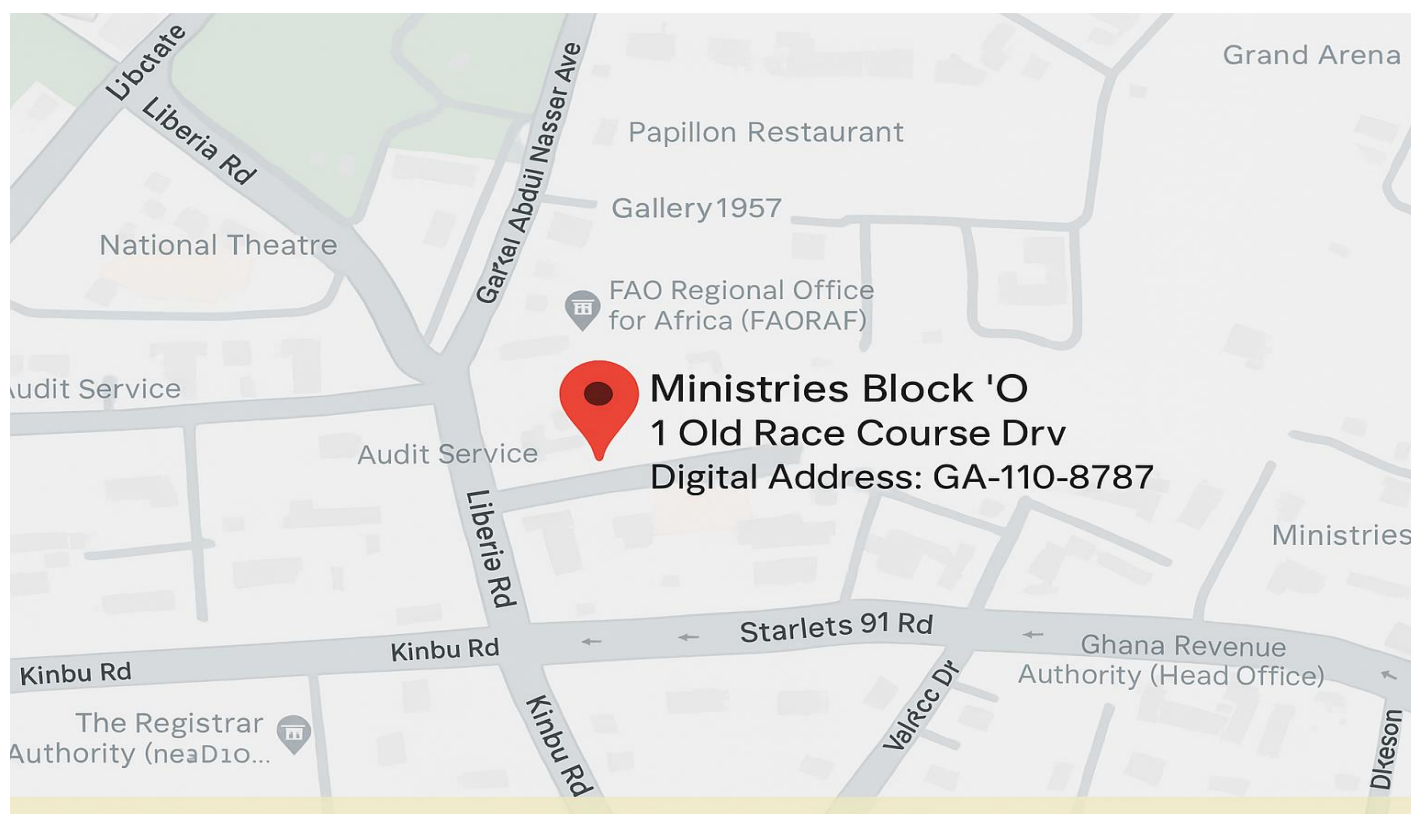 Libctate
Liberia Rd
Garkal Abdul Nasser Ave
Grand Arena
Papillon Restaurant
Gallery1957
National Theatre
FAO Regional Office
for Africa (FAORAF)
Ministries Block 'O
1 Old Race Course Drv
Digital Address: GA-110-8787
Audit Service
Audit Service
Liberia Rd
Ministries
Starlets 91 Rd
Kinbu Rd
Kinbu Rd
Ghana Revenue
Authority (Head Office)
The Registrar
Authority (neaD1o...
Kinbu Rd
Dkeson